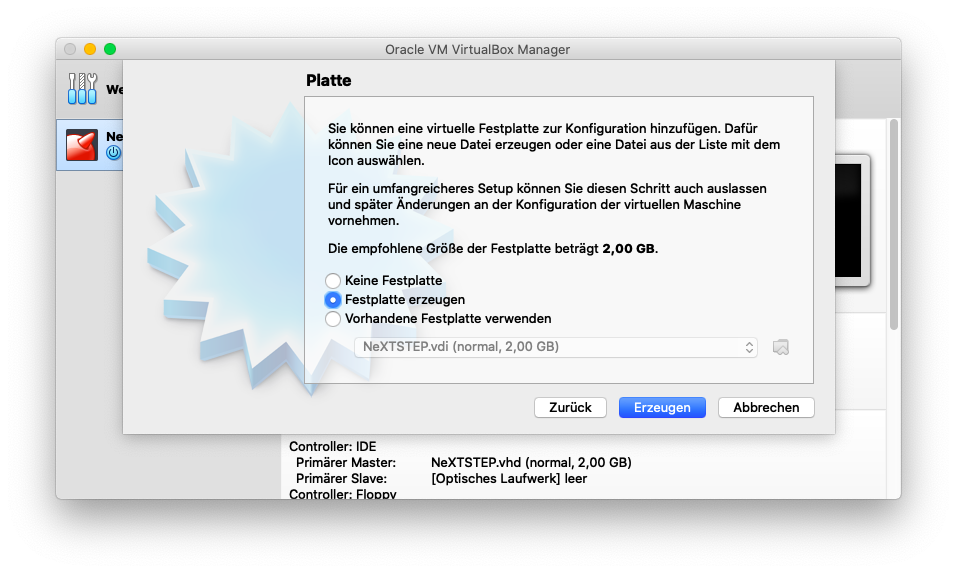 Oracle VM VirtualBox Manager
We
Ne
Platte
Sie können eine virtuelle Festplatte zur Konfiguration hinzufügen. Dafür
können Sie eine neue Datei erzeugen oder eine Datei aus der Liste mit dem
Icon auswählen.
Für ein umfangreicheres Setup können Sie diesen Schritt auch auslassen
und später Änderungen an der Konfiguration der virtuellen Maschine
vornehmen.
Die empfohlene Größe der Festplatte beträgt 2,00 GB.
Keine Festplatte
Festplatte erzeugen
Vorhandene Festplatte verwenden
NeXTSTEP.vdi (normal, 2,00 GB)
Zurück Erzeugen Abbrechen
Controller: IDE
Primärer Master: NeXTSTEP.vhd (normal, 2,00 GB)
Primärer Slave: [Optisches Laufwerk] leer
Controller: Floppy